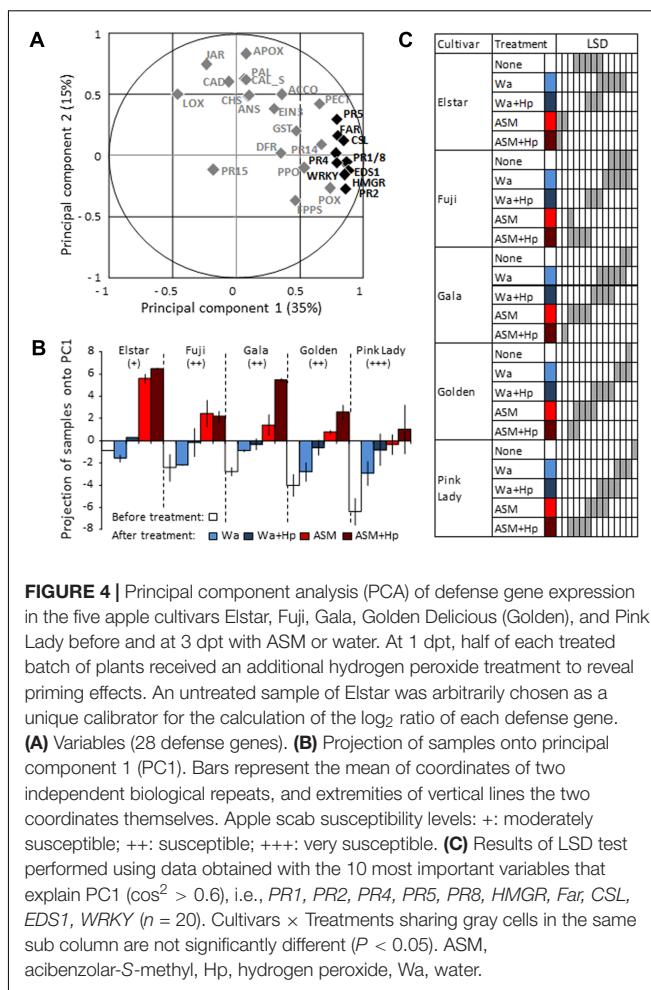 A
Principal component 2 (15%)
1
0.5
0
-0.5
-1
-1
-0.5
0
0.5
1
Principal component 1 (35%)
JAR
APOX
CAD
PAL
CAL_S
LOX
CHS
ACCO
ANS
EIN3
PECT
PR5
GST
FAR
CSL
DFR
PR14
PR15
PR4
PR1/8
PPO
WRKY
EDS1
HMGR
POX
PR2
FPPS
B
Projection of samples onto PC1
8
6
4
2
0
-2
-4
-6
-8
Elstar (+)
Fuji (++)
Gala (++)
Golden (++)
Pink Lady (+++)
Before treatment:
After treatment: Wa Wa+Hp ASM ASM+Hp
C
Cultivar Treatment LSD
Elstar
None
Wa
Wa+Hp
ASM
ASM+Hp
Fuji
None
Wa
Wa+Hp
ASM
ASM+Hp
Gala
None
Wa
Wa+Hp
ASM
ASM+Hp
Golden
None
Wa
Wa+Hp
ASM
ASM+Hp
Pink Lady
None
Wa
Wa+Hp
ASM
ASM+Hp
FIGURE 4 | Principal component analysis (PCA) of defense gene expression
in the five apple cultivars Elstar, Fuji, Gala, Golden Delicious (Golden), and Pink
Lady before and at 3 dpt with ASM or water. At 1 dpt, half of each treated
batch of plants received an additional hydrogen peroxide treatment to reveal
priming effects. An untreated sample of Elstar was arbitrarily chosen as a
unique calibrator for the calculation of the log2 ratio of each defense gene.
(A) Variables (28 defense genes). (B) Projection of samples onto principal
component 1 (PC1). Bars represent the mean of coordinates of two
independent biological repeats, and extremities of vertical lines the two
coordinates themselves. Apple scab susceptibility levels: +: moderately
susceptible; ++: susceptible; +++: very susceptible. (C) Results of LSD test
performed using data obtained with the 10 most important variables that
explain PC1 (cos² > 0.6), i.e., PR1, PR2, PR4, PR5, PR8, HMGR, Far, CSL,
EDS1, WRKY (n = 20). Cultivars × Treatments sharing gray cells in the same
sub column are not significantly different (P < 0.05). ASM,
acibenzolar-S-methyl, Hp, hydrogen peroxide, Wa, water.